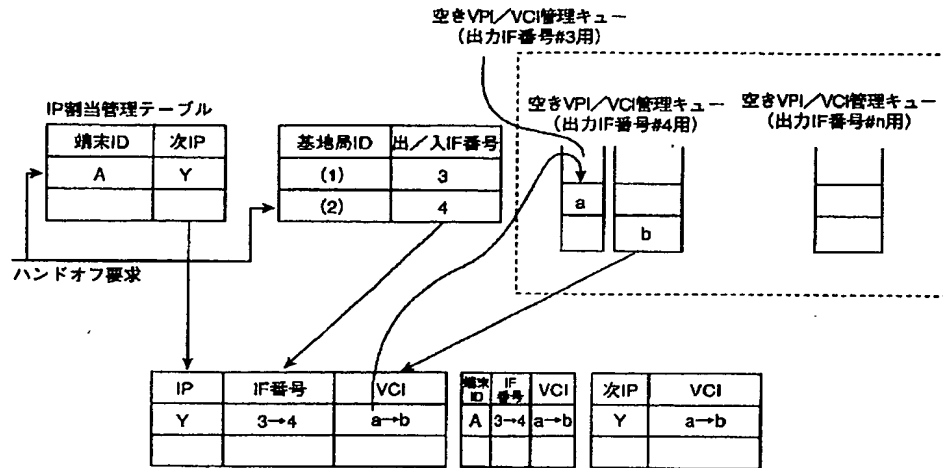 空きVPI／VCI管理キュー
（出力IF番号#3用）
空きVPI／VCI管理キュー
（出力IF番号#4用）
空きVPI／VCI管理キュー
（出力IF番号#n用）
IP割当管理テーブル
端末ID 次IP
A Y
基地局ID 出／入IF番号
(1) 3
(2) 4
a
b
ハンドオフ要求
IP IF番号 VCI
Y 3→4 a→b
端末ID IF番号 VCI
A 3→4 a→b
次IP VCI
Y a→b